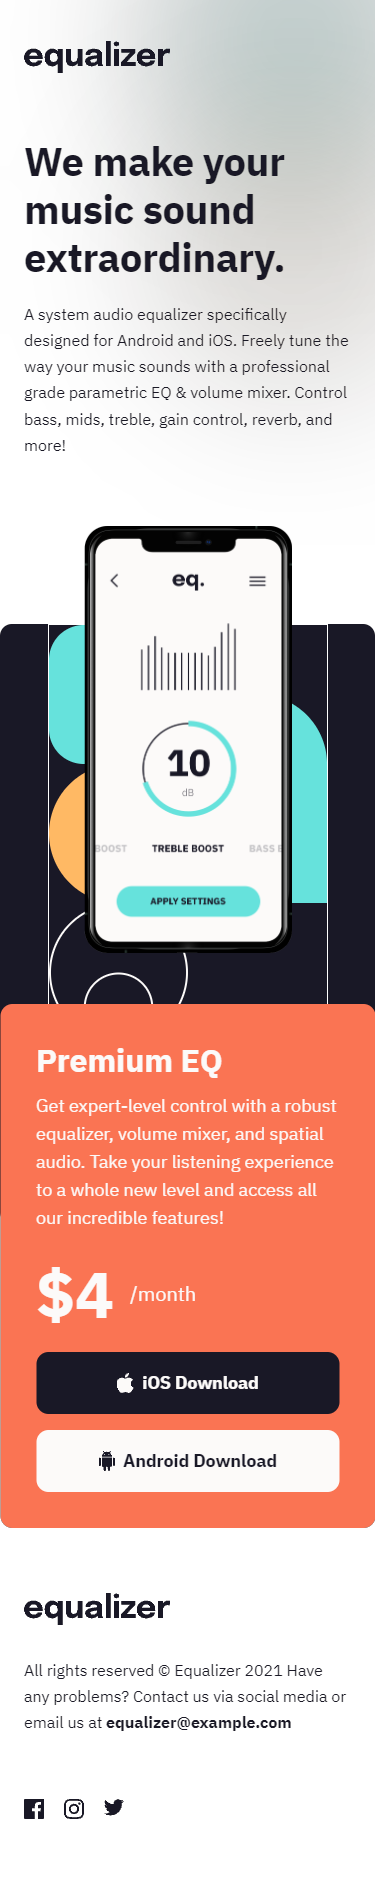 equalizer
We make your
music sound
extraordinary.
A system audio equalizer specifically
designed for Android and iOS. Freely tune the
way your music sounds with a professional
grade parametric EQ & volume mixer. Control
bass, mids, treble, gain control, reverb, and
more!
eq.
10
dB
BOOST TREBLE BOOST BASS B
APPLY SETTINGS
Premium EQ
Get expert-level control with a robust
equalizer, volume mixer, and spatial
audio. Take your listening experience
to a whole new level and access all
our incredible features!
$4 /month
iOS Download
Android Download
equalizer
All rights reserved © Equalizer 2021 Have
any problems? Contact us via social media or
email us at equalizer@example.com